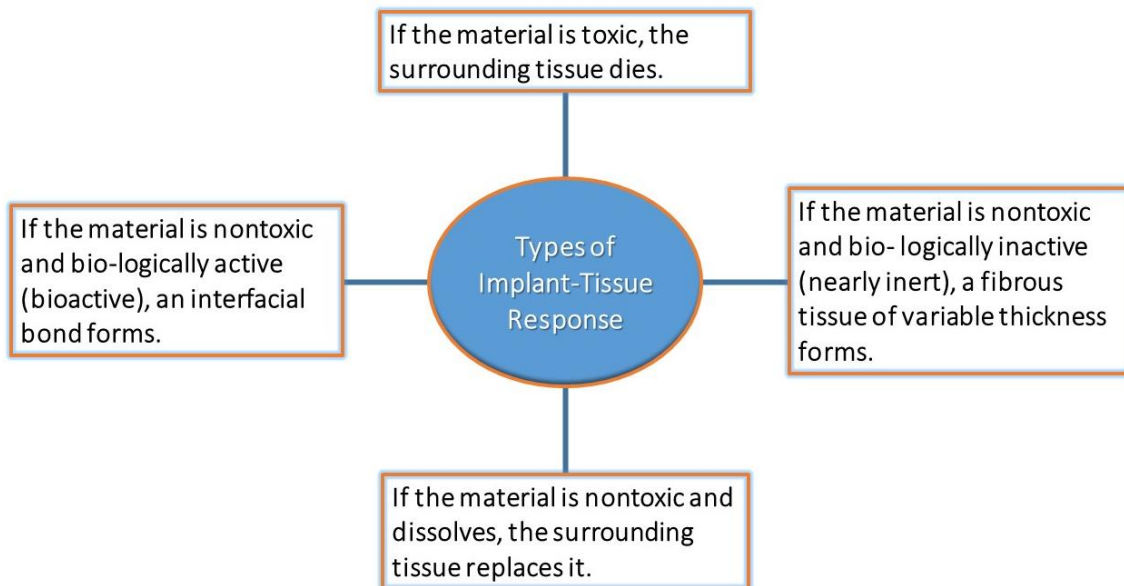 If the material is toxic, the
surrounding tissue dies.
If the material is nontoxic
and bio-logically active
(bioactive), an interfacial
bond forms.
Types of
Implant-Tissue
Response
If the material is nontoxic
and bio- logically inactive
(nearly inert), a fibrous
tissue of variable thickness
forms.
If the material is nontoxic and
dissolves, the surrounding
tissue replaces it.